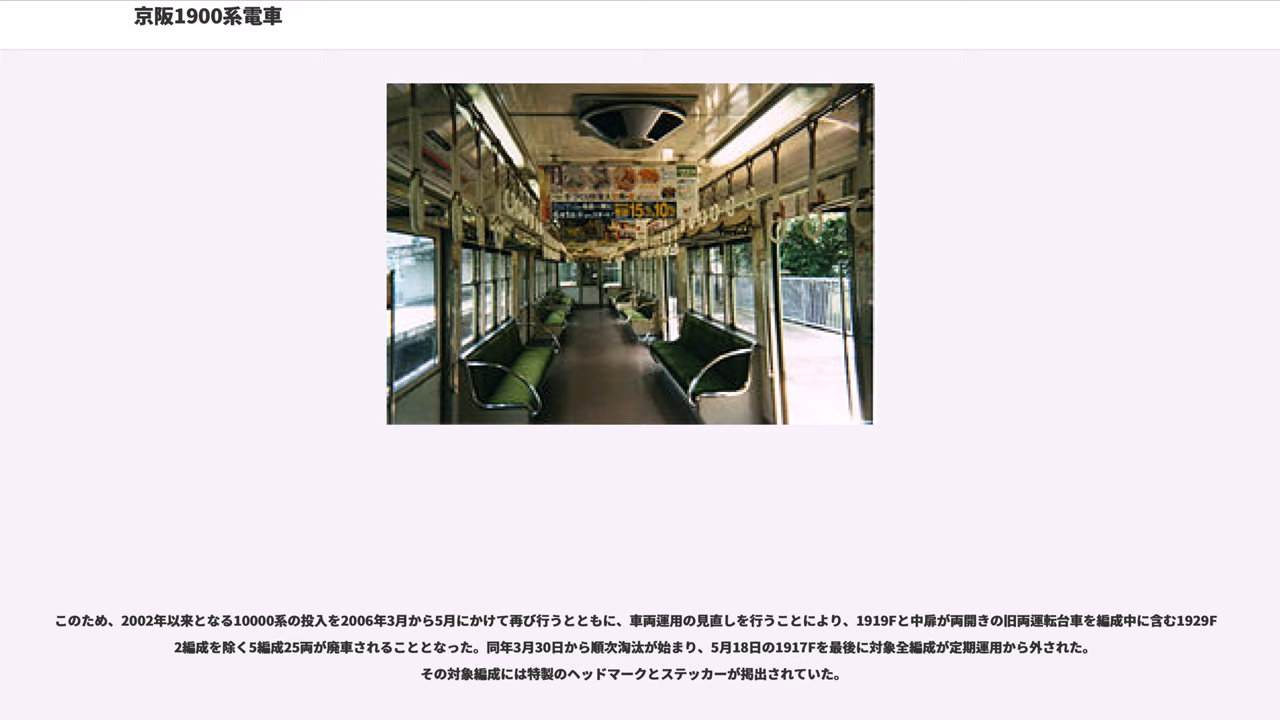 京阪1900系電車
15 10
このため、2002年以来となる10000系の投入を2006年3月から5月にかけて再び行うとともに、車両運用の見直しを行うことにより、1919Fと中扉が両開きの旧両運転台車を編成中に含む1929F
2編成を除く5編成25両が廃車されることとなった。同年3月30日から順次淘汰が始まり、5月18日の1917Fを最後に対象全編成が定期運用から外された。
その対象編成には特製のヘッドマークとステッカーが掲出されていた。